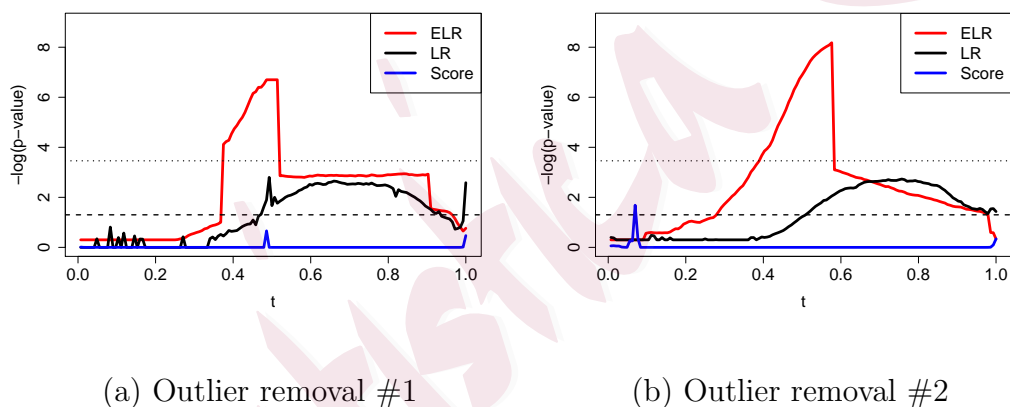 ELR
LR
Score
−log(p−value)
8
6
4
2
0
0.0 0.2 0.4 0.6 0.8 1.0
t
(a) Outlier removal #1
ELR
LR
Score
−log(p−value)
8
6
4
2
0
0.0 0.2 0.4 0.6 0.8 1.0
t
(b) Outlier removal #2